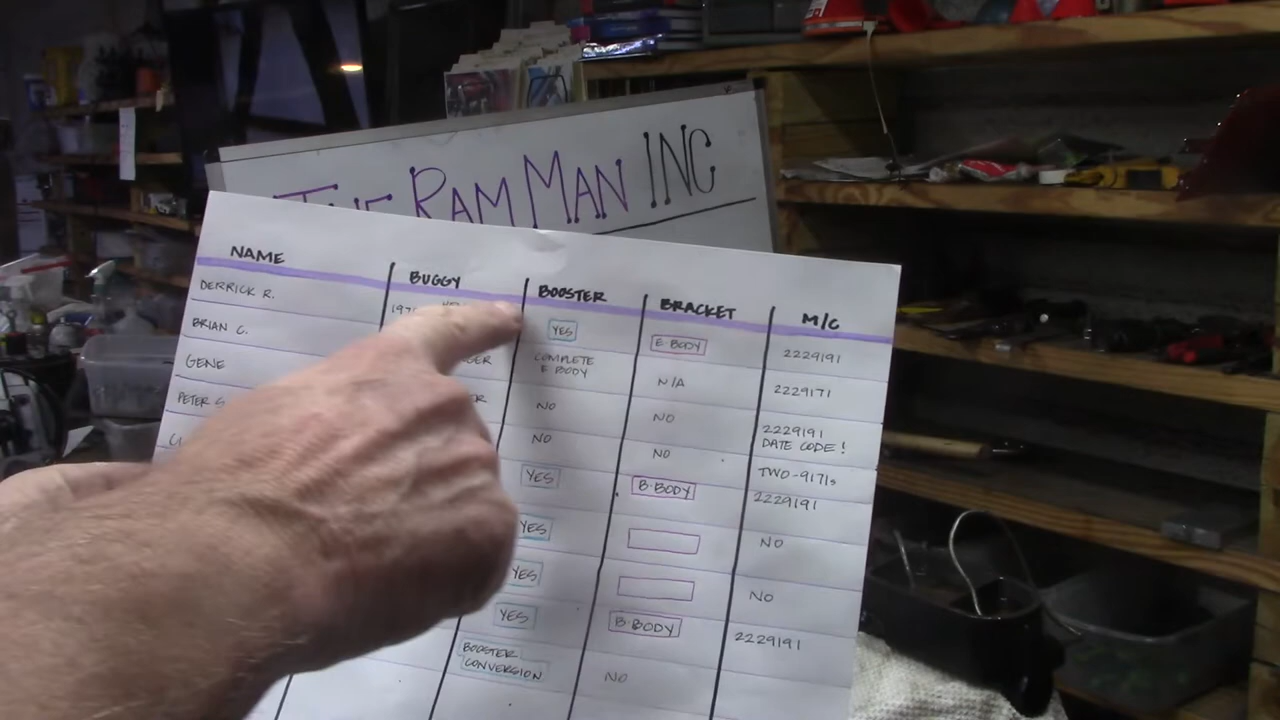 THE RAM MAN INC
NAME BUGGY BOOSTER BRACKET M/C
DERRICK R. YES E-BODY 2229191
BRIAN C. COMPLETE E BODY N/A 2229171
GENE NO NO 2229191 DATE CODE!
PETER S NO NO TWO-9171s
YES B-BODY 2229191
YES NO
YES NO
YES B-BODY 2229191
BOOSTER CONVERSION NO